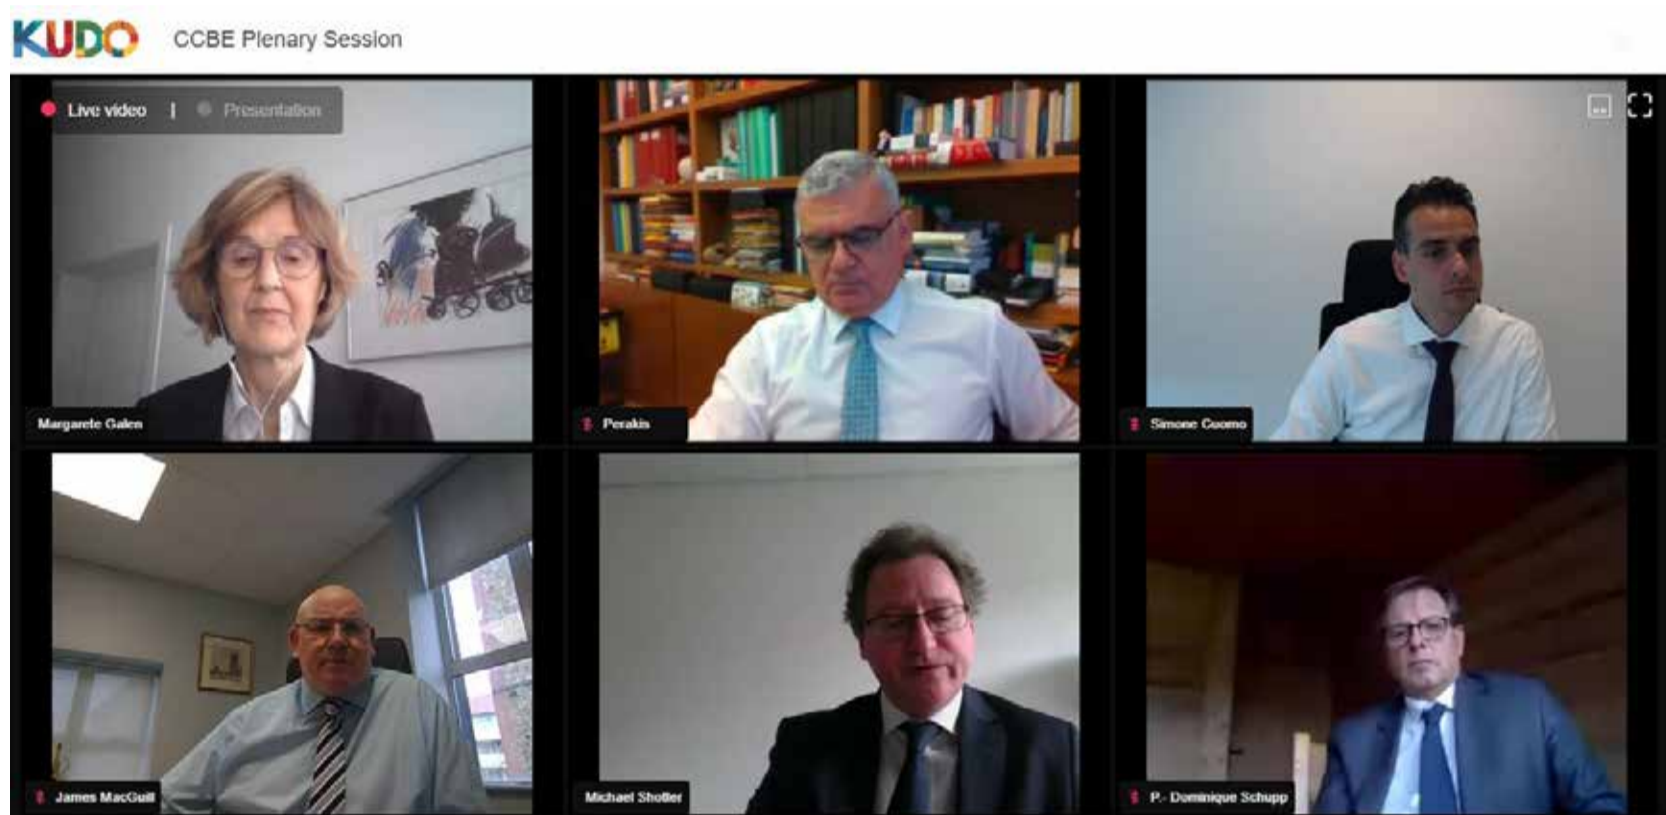 KUDO CCBE Plenary Session
Live video | Presentation
Margarete Galen
Perakis
Simone Cuomo
James MacGuill
Michael Shotter
P.- Dominique Schupp